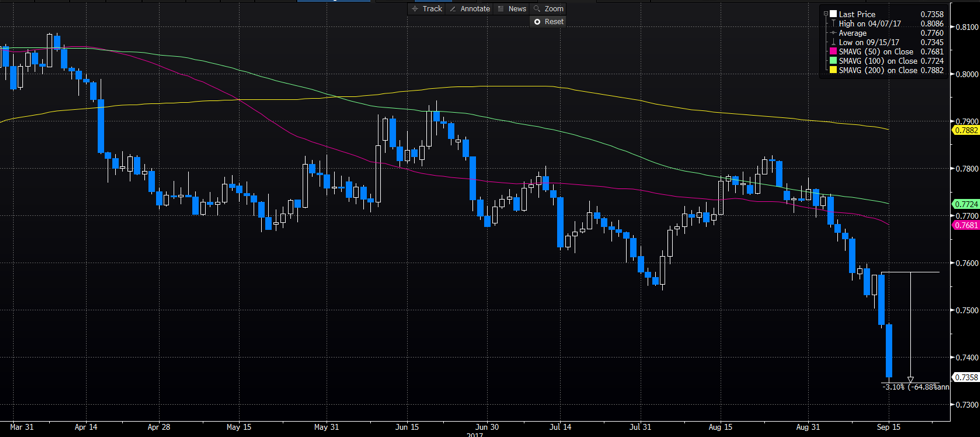 Track Annotate News Zoom
Reset
Last Price 0.7358
High on 04/07/17 0.8086
Average 0.7760
Low on 09/15/17 0.7345
SMAVG (50) on Close 0.7681
SMAVG (100) on Close 0.7724
SMAVG (200) on Close 0.7882
0.8100
0.8000
0.7900
0.7882
0.7800
0.7724
0.7700
0.7681
0.7600
0.7500
0.7400
0.7358
-3.10% (-64.88%ann
0.7300
Mar 31 Apr 14 Apr 28 May 15 May 31 Jun 15 Jun 30 Jul 14 Jul 31 Aug 15 Aug 31 Sep 15
2017